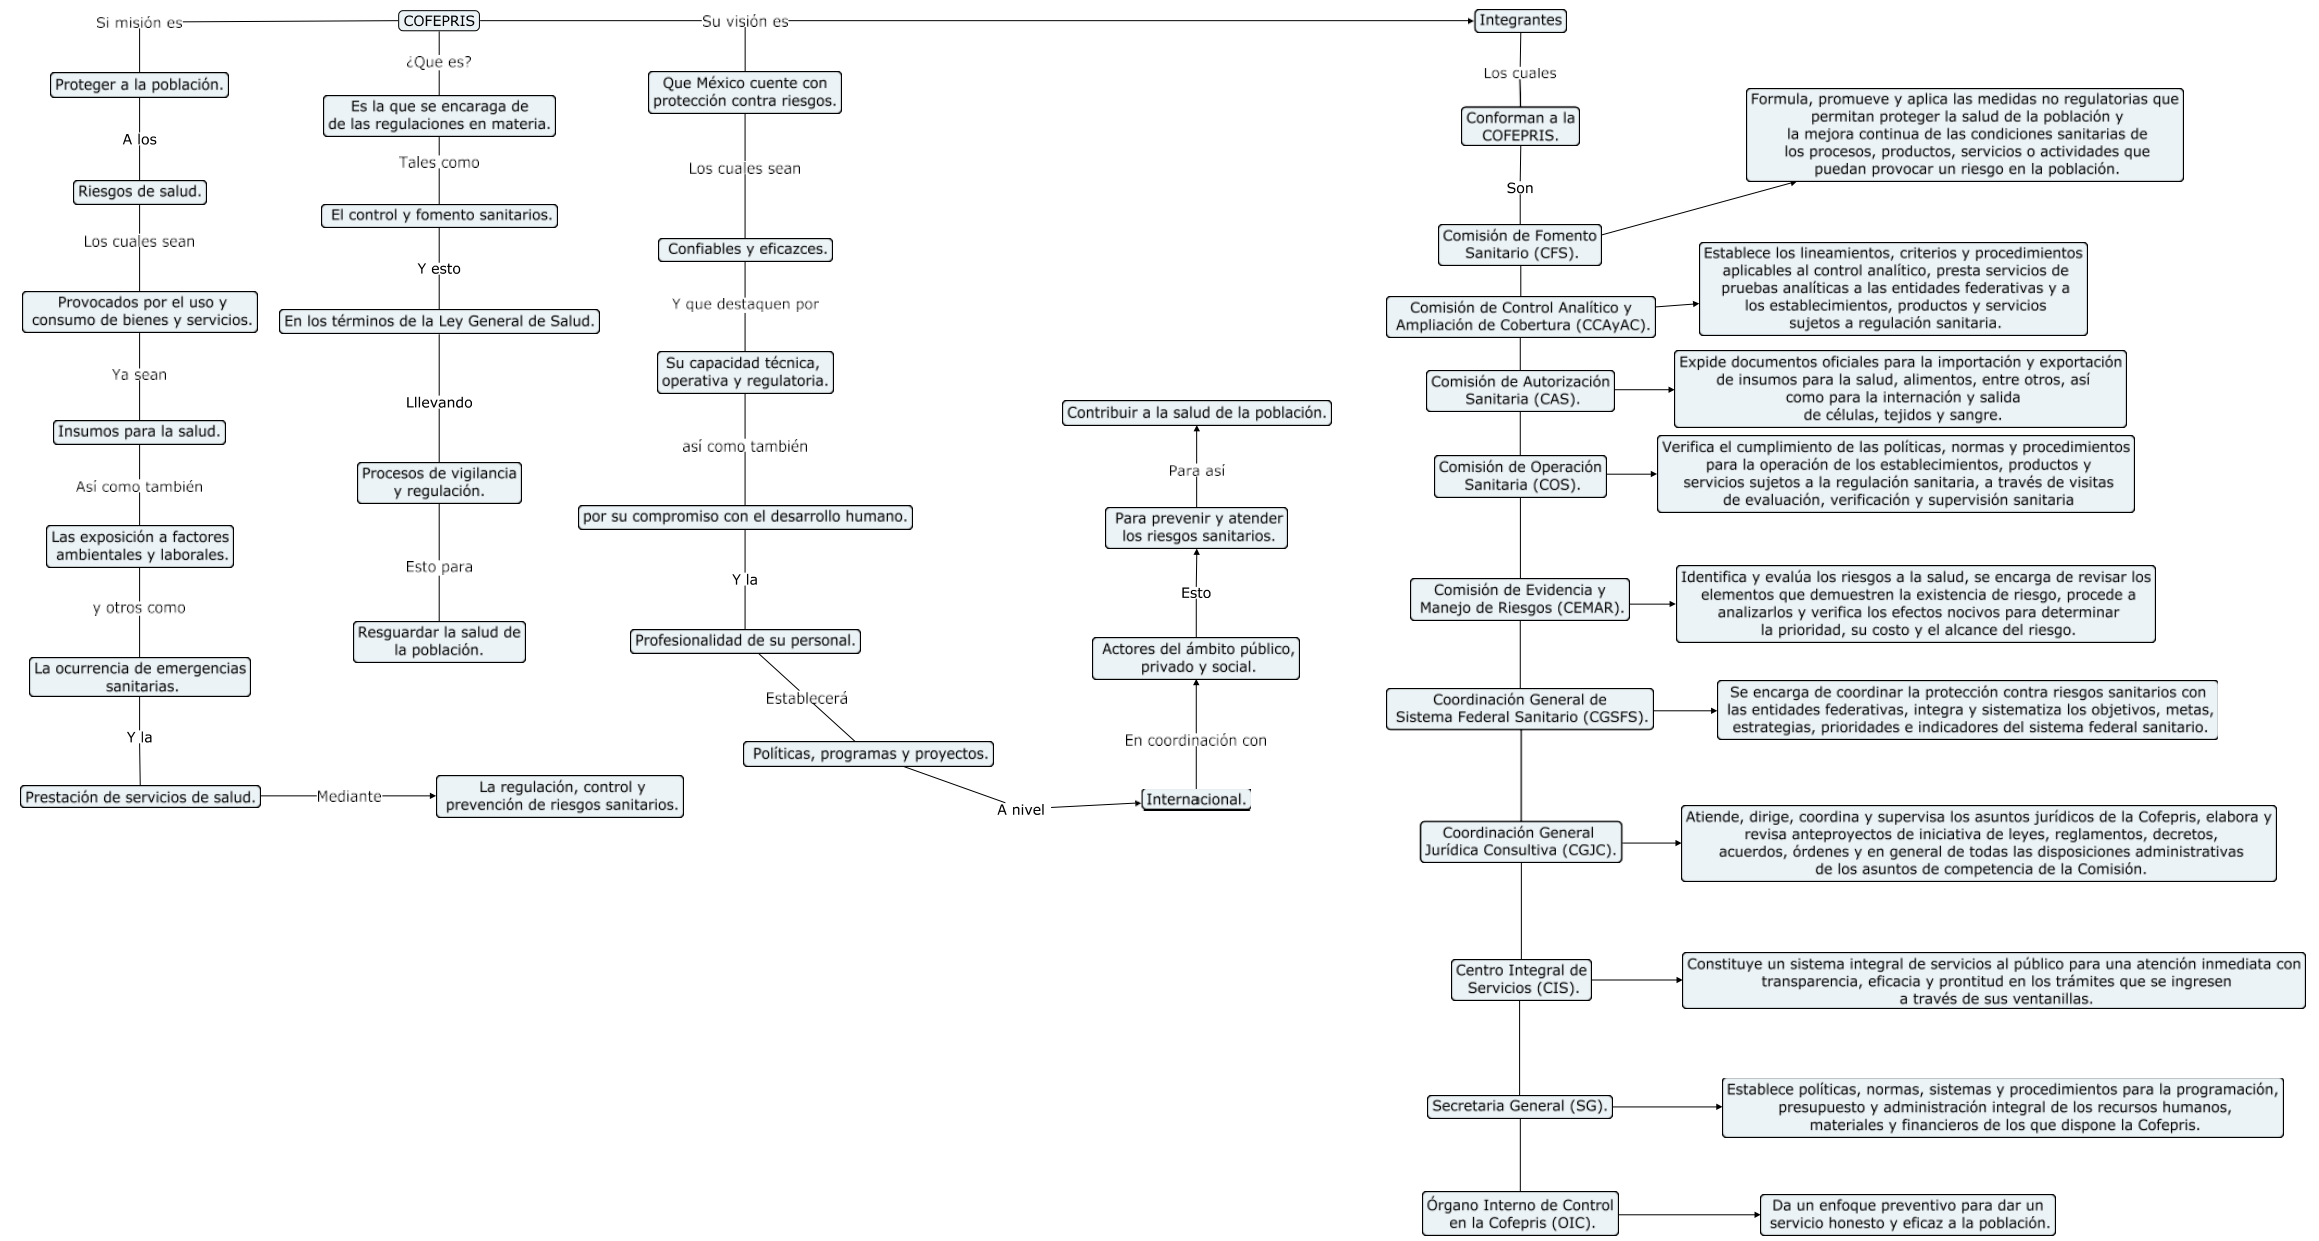 COFEPRIS
Si misión es
Proteger a la población.
A los
Riesgos de salud.
Los cuales sean
Provocados por el uso y
consumo de bienes y servicios.
Ya sean
Insumos para la salud.
Así como también
Las exposición a factores
ambientales y laborales.
y otros como
La ocurrencia de emergencias
sanitarias.
Y la
Prestación de servicios de salud.
Mediante
La regulación, control y
prevención de riesgos sanitarios.
¿Que es?
Es la que se encaraga de
de las regulaciones en materia.
Tales como
El control y fomento sanitarios.
Y esto
En los términos de la Ley General de Salud.
Lllevando
Procesos de vigilancia
y regulación.
Esto para
Resguardar la salud de
la población.
Su visión es
Que México cuente con
protección contra riesgos.
Los cuales sean
Confiables y eficazces.
Y que destaquen por
Su capacidad técnica,
operativa y regulatoria.
así como también
por su compromiso con el desarrollo humano.
Y la
Profesionalidad de su personal.
Establecerá
Políticas, programas y proyectos.
A nivel
Internacional.
En coordinación con
Actores del ámbito público,
privado y social.
Esto
Para prevenir y atender
los riesgos sanitarios.
Para así
Contribuir a la salud de la población.
Integrantes
Los cuales
Conforman a la
COFEPRIS.
Son
Comisión de Fomento
Sanitario (CFS).
Formula, promueve y aplica las medidas no regulatorias que
permitan proteger la salud de la población y
la mejora continua de las condiciones sanitarias de
los procesos, productos, servicios o actividades que
puedan provocar un riesgo en la población.
Comisión de Control Analítico y
Ampliación de Cobertura (CCAyAC).
Establece los lineamientos, criterios y procedimientos
aplicables al control analítico, presta servicios de
pruebas analíticas a las entidades federativas y a
los establecimientos, productos y servicios
sujetos a regulación sanitaria.
Comisión de Autorización
Sanitaria (CAS).
Expide documentos oficiales para la importación y exportación
de insumos para la salud, alimentos, entre otros, así
como para la internación y salida
de células, tejidos y sangre.
Comisión de Operación
Sanitaria (COS).
Verifica el cumplimiento de las políticas, normas y procedimientos
para la operación de los establecimientos, productos y
servicios sujetos a la regulación sanitaria, a través de visitas
de evaluación, verificación y supervisión sanitaria
Comisión de Evidencia y
Manejo de Riesgos (CEMAR).
Identifica y evalúa los riesgos a la salud, se encarga de revisar los
elementos que demuestren la existencia de riesgo, procede a
analizarlos y verifica los efectos nocivos para determinar
la prioridad, su costo y el alcance del riesgo.
Coordinación General de
Sistema Federal Sanitario (CGSFS).
Se encarga de coordinar la protección contra riesgos sanitarios con
las entidades federativas, integra y sistematiza los objetivos, metas,
estrategias, prioridades e indicadores del sistema federal sanitario.
Coordinación General
Jurídica Consultiva (CGJC).
Atiende, dirige, coordina y supervisa los asuntos jurídicos de la Cofepris, elabora y
revisa anteproyectos de iniciativa de leyes, reglamentos, decretos,
acuerdos, órdenes y en general de todas las disposiciones administrativas
de los asuntos de competencia de la Comisión.
Centro Integral de
Servicios (CIS).
Constituye un sistema integral de servicios al público para una atención inmediata con
transparencia, eficacia y prontitud en los trámites que se ingresen
a través de sus ventanillas.
Secretaria General (SG).
Establece políticas, normas, sistemas y procedimientos para la programación,
presupuesto y administración integral de los recursos humanos,
materiales y financieros de los que dispone la Cofepris.
Órgano Interno de Control
en la Cofepris (OIC).
Da un enfoque preventivo para dar un
servicio honesto y eficaz a la población.